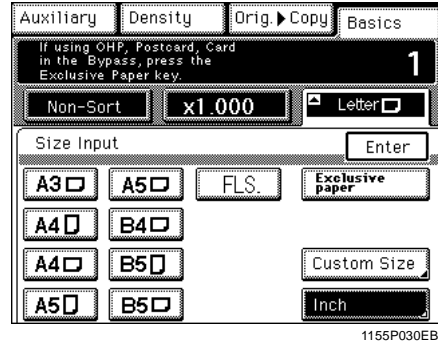 Auxiliary Density Orig.▶Copy Basics
If using OHP, Postcard, Card
in the Bypass, press the
Exclusive Paper key.
1
Non-Sort x1.000 Letter
Size Input Enter
A3 A5 FLS. Exclusive
paper
A4 B4
A4 B5 Custom Size
A5 B5 Inch
1155P030EB